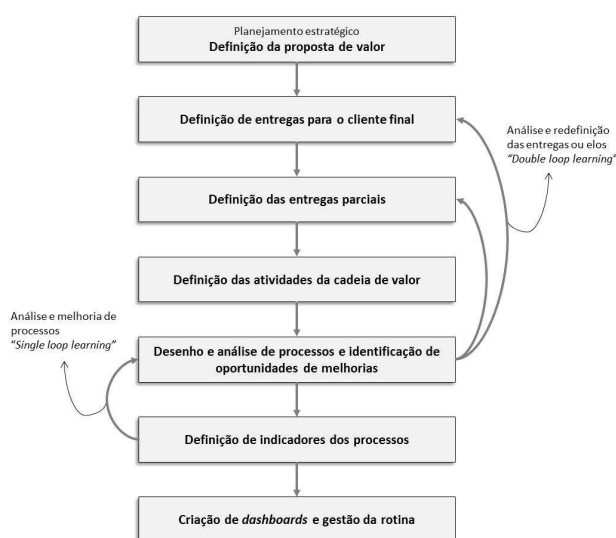 Planejamento estratégico
Definição da proposta de valor
Definição de entregas para o cliente final
Análise e redefinição
das entregas ou elos
“Double loop learning”
Definição das entregas parciais
Definição das atividades da cadeia de valor
Análise e melhoria de
processos
“Single loop learning”
Desenho e análise de processos e identificação de
oportunidades de melhorias
Definição de indicadores dos processos
Criação de dashboards e gestão da rotina